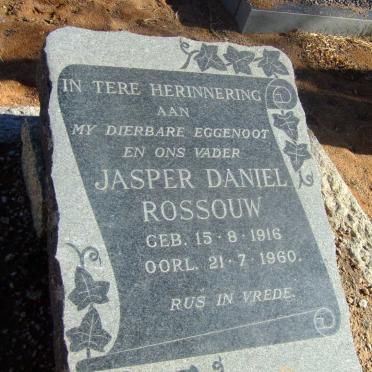 IN TERE HERINNERING
AAN
MY DIERBARE EGGENOOT
EN ONS VADER
JASPER DANIEL
ROSSOUW
GEB. 15-8-1916
OORL. 21-7-1960.
RUS IN VREDE.